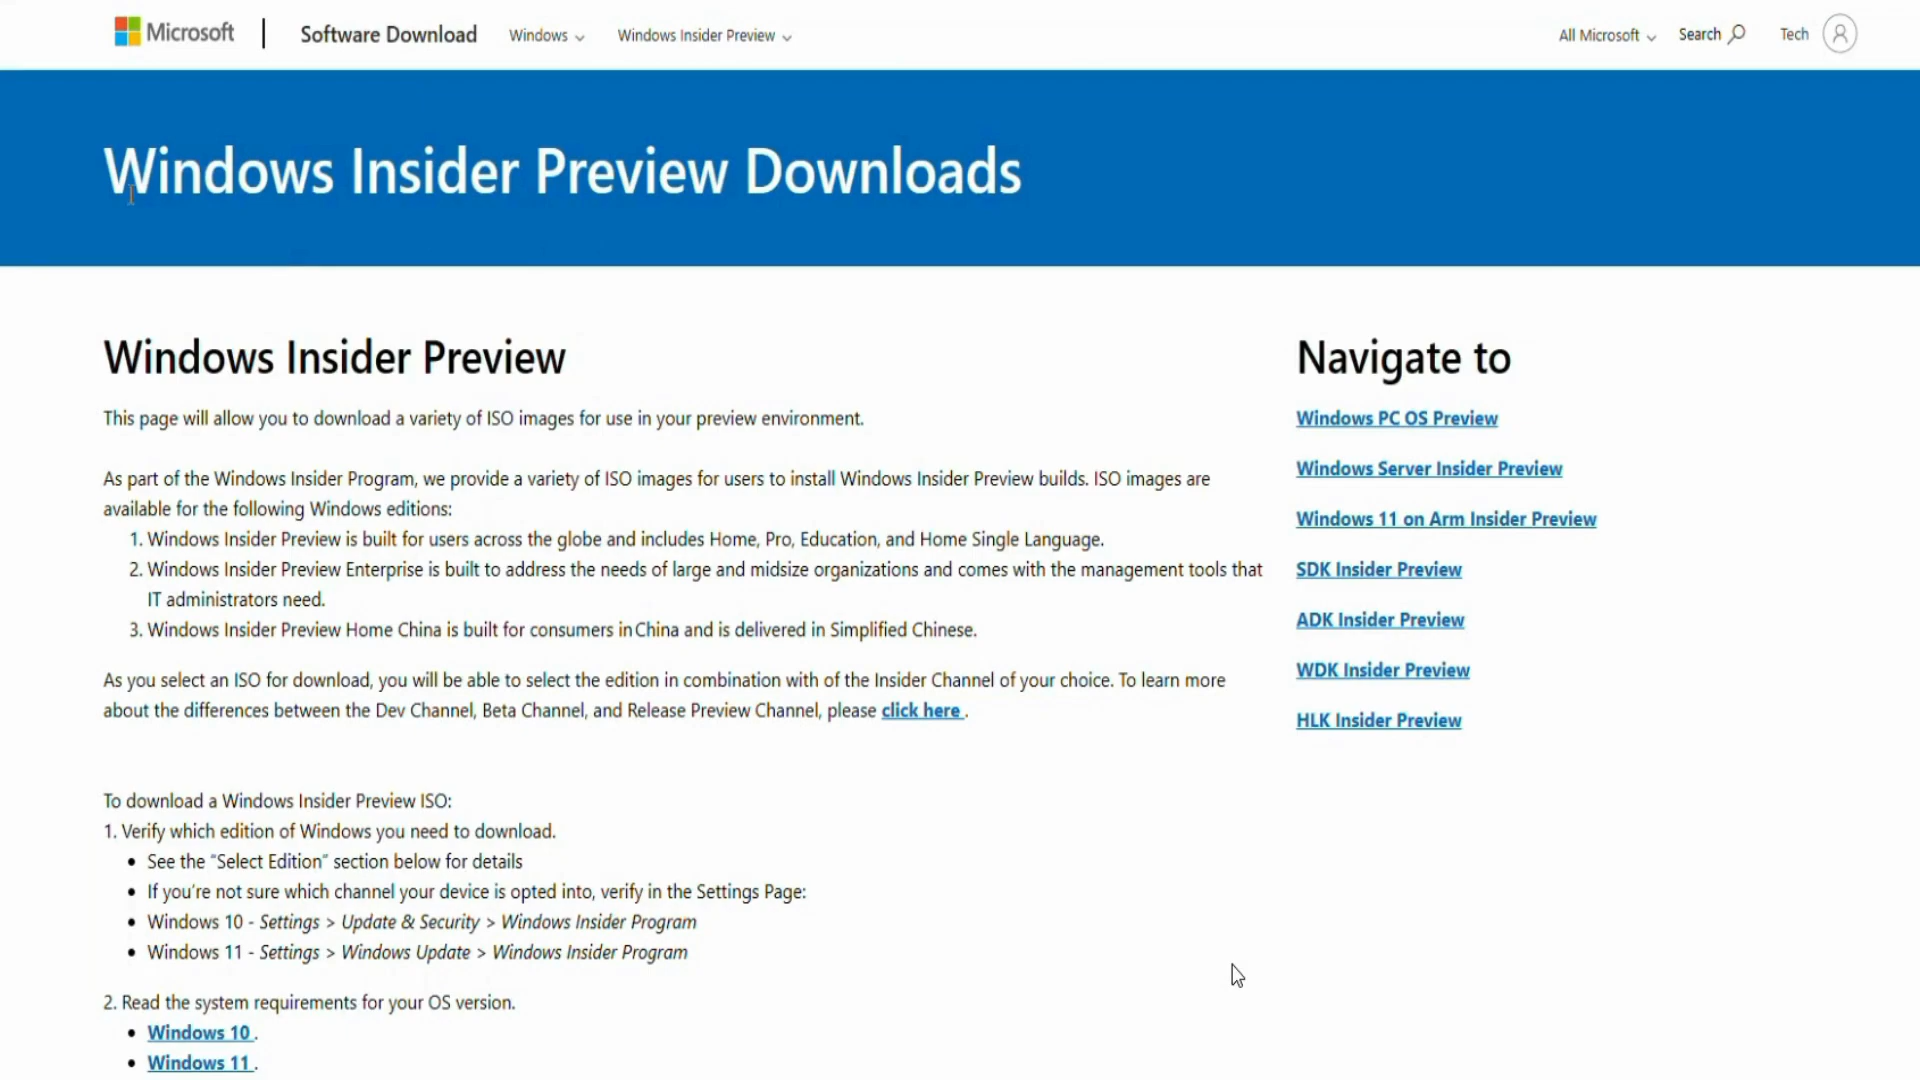 Microsoft
Software Download
Windows
Windows Insider Preview
All Microsoft
Search
Tech
Windows Insider Preview Downloads
Windows Insider Preview
This page will allow you to download a variety of ISO images for use in your preview environment.
As part of the Windows Insider Program, we provide a variety of ISO images for users to install Windows Insider Preview builds. ISO images are
available for the following Windows editions:
1. Windows Insider Preview is built for users across the globe and includes Home, Pro, Education, and Home Single Language.
2. Windows Insider Preview Enterprise is built to address the needs of large and midsize organizations and comes with the management tools that
IT administrators need.
3. Windows Insider Preview Home China is built for consumers in China and is delivered in Simplified Chinese.
As you select an ISO for download, you will be able to select the edition in combination with of the Insider Channel of your choice. To learn more
about the differences between the Dev Channel, Beta Channel, and Release Preview Channel, please click here .
To download a Windows Insider Preview ISO:
1. Verify which edition of Windows you need to download.
• See the “Select Edition” section below for details
• If you're not sure which channel your device is opted into, verify in the Settings Page:
• Windows 10 - Settings > Update & Security > Windows Insider Program
• Windows 11 - Settings > Windows Update > Windows Insider Program
2. Read the system requirements for your OS version.
• Windows 10 .
• Windows 11 .
Navigate to
Windows PC OS Preview
Windows Server Insider Preview
Windows 11 on Arm Insider Preview
SDK Insider Preview
ADK Insider Preview
WDK Insider Preview
HLK Insider Preview